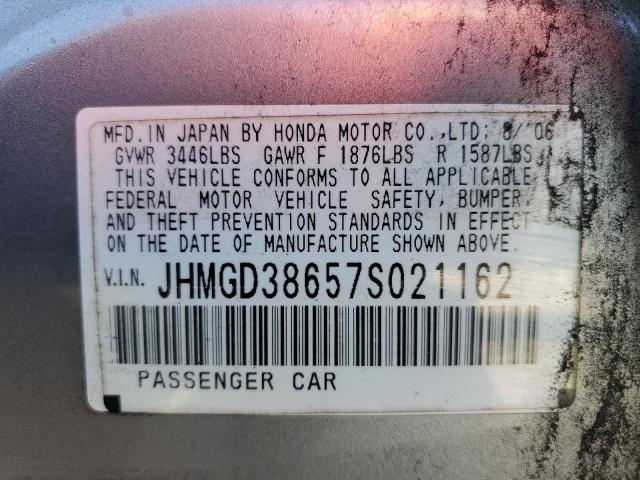 MFD. IN JAPAN BY HONDA MOTOR CO.,LTD: 8/ 06
GVWR 3446LBS GAWR F 1876LBS R 1587LBS
THIS VEHICLE CONFORMS TO ALL APPLICABLE
FEDERAL MOTOR VEHICLE SAFETY, BUMPER,
AND THEFT PREVENTION STANDARDS IN EFFECT
ON THE DATE OF MANUFACTURE SHOWN ABOVE.
V.I.N. JHMGD38657S021162
PASSENGER CAR